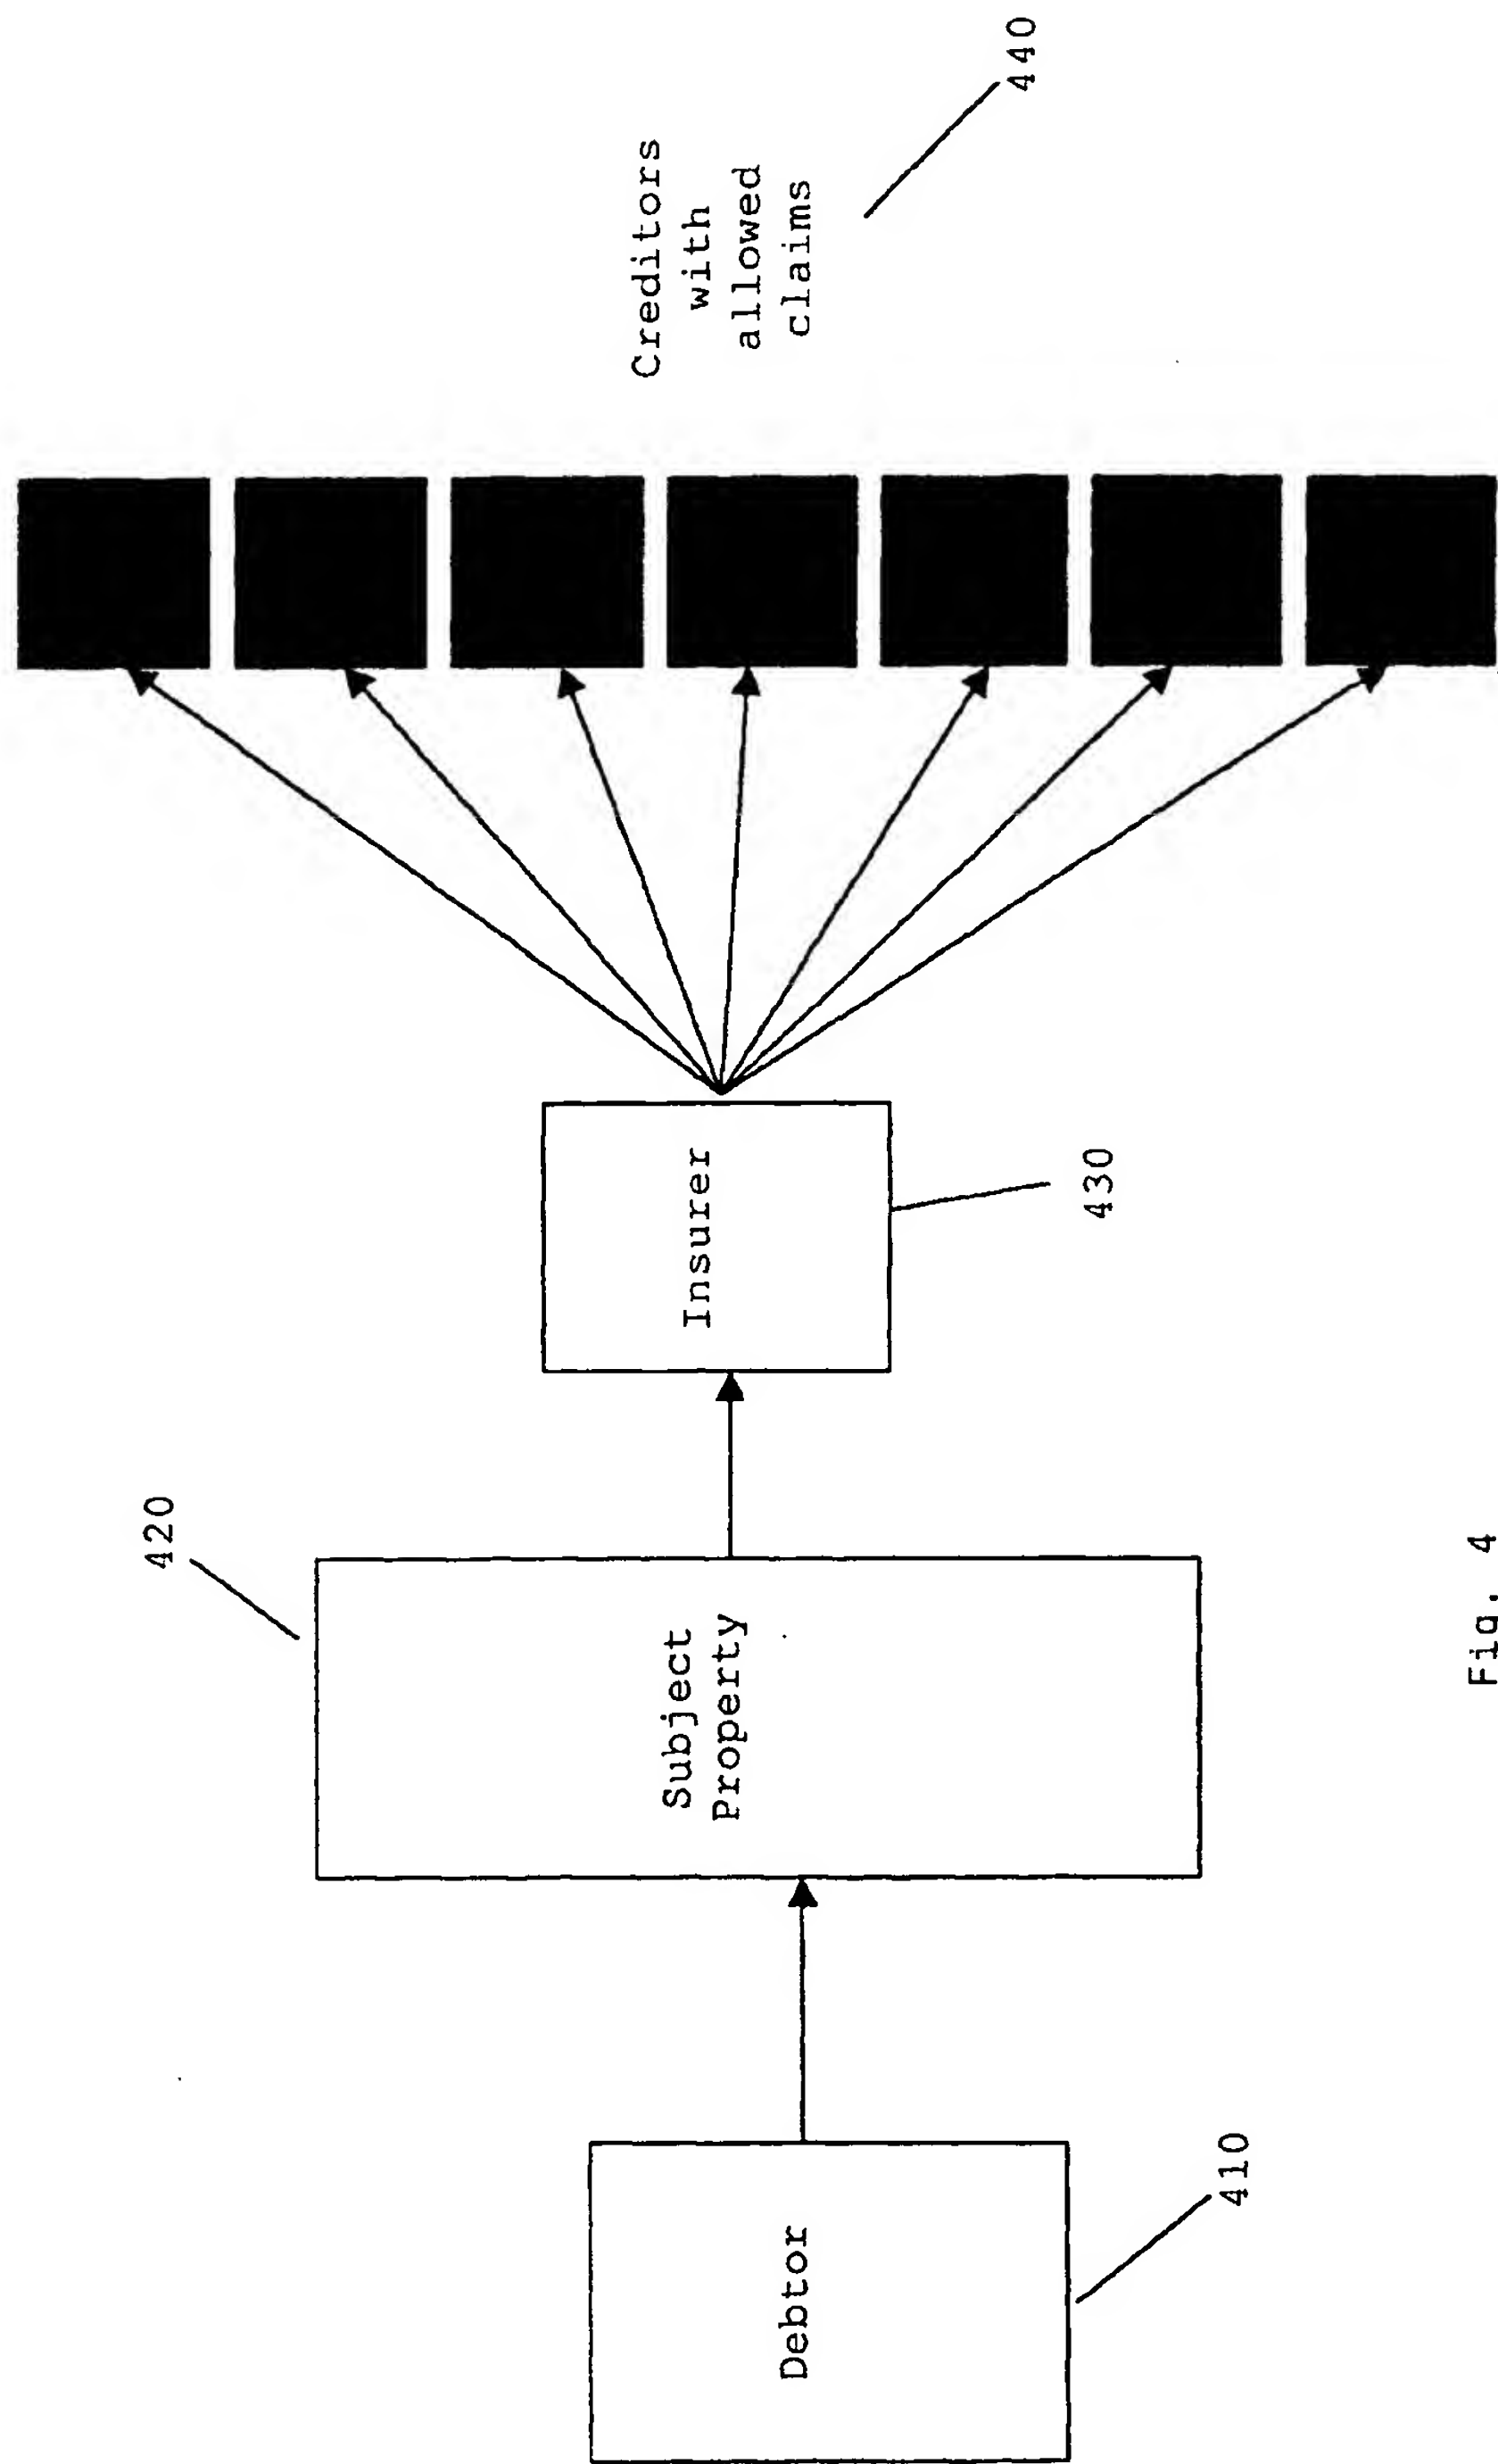 Debtor
410
Subject
Property
420
Insurer
430
Creditors
with
allowed
claims
440
Fig. 4